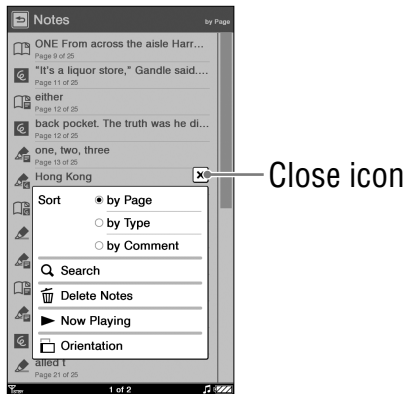 Notes
by Page
ONE From across the aisle Harr...
Page 9 of 25
"It's a liquor store," Gandle said....
Page 11 of 25
either
Page 12 of 25
back pocket. The truth was he di...
Page 12 of 25
one, two, three
Page 13 of 25
Hong Kong
Close icon
Sort
by Page
by Type
by Comment
Search
Delete Notes
Now Playing
Orientation
alled t
Page 21 of 25
1 of 2